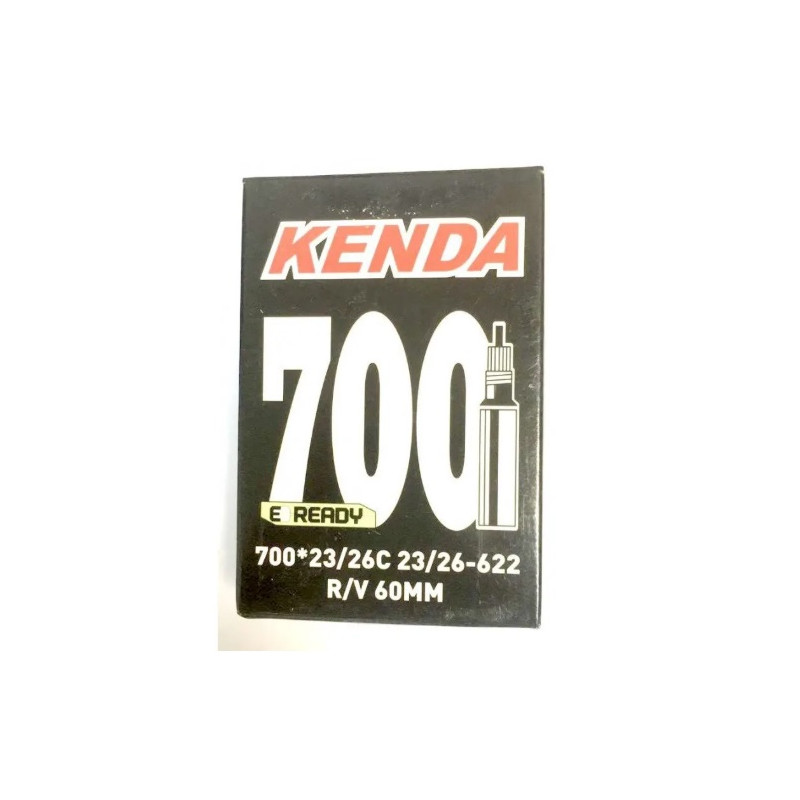 KENDA
700
E READY
700*23/26C 23/26-622
R/V 60MM